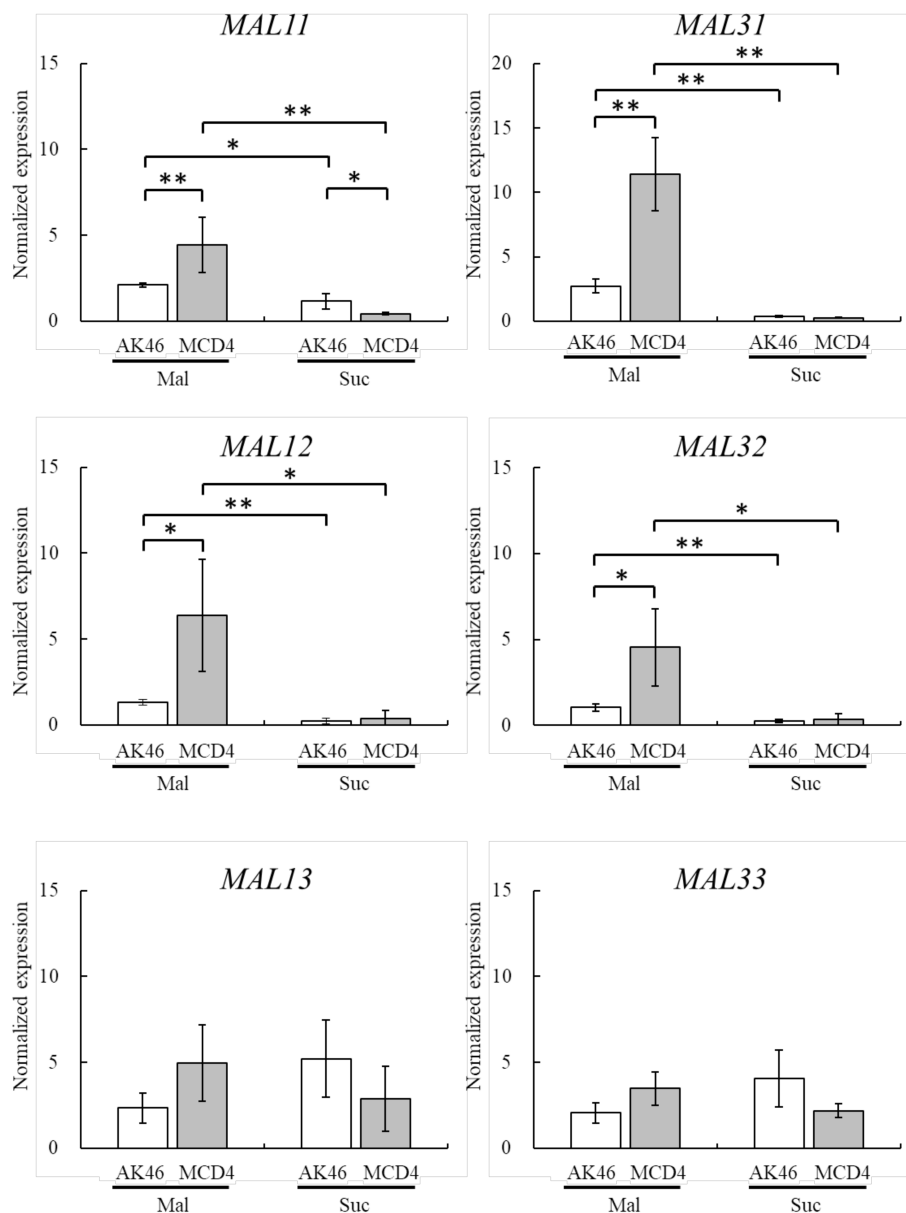 MAL11
Normalized expression
15
10
5
0
**
*
** *
AK46 MCD4 AK46 MCD4
Mal Suc
MAL31
Normalized expression
20
15
10
5
0
**
**
**
AK46 MCD4 AK46 MCD4
Mal Suc
MAL12
Normalized expression
15
10
5
0
*
**
*
AK46 MCD4 AK46 MCD4
Mal Suc
MAL32
Normalized expression
15
10
5
0
*
**
*
AK46 MCD4 AK46 MCD4
Mal Suc
MAL13
Normalized expression
15
10
5
0
AK46 MCD4 AK46 MCD4
Mal Suc
MAL33
Normalized expression
15
10
5
0
AK46 MCD4 AK46 MCD4
Mal Suc